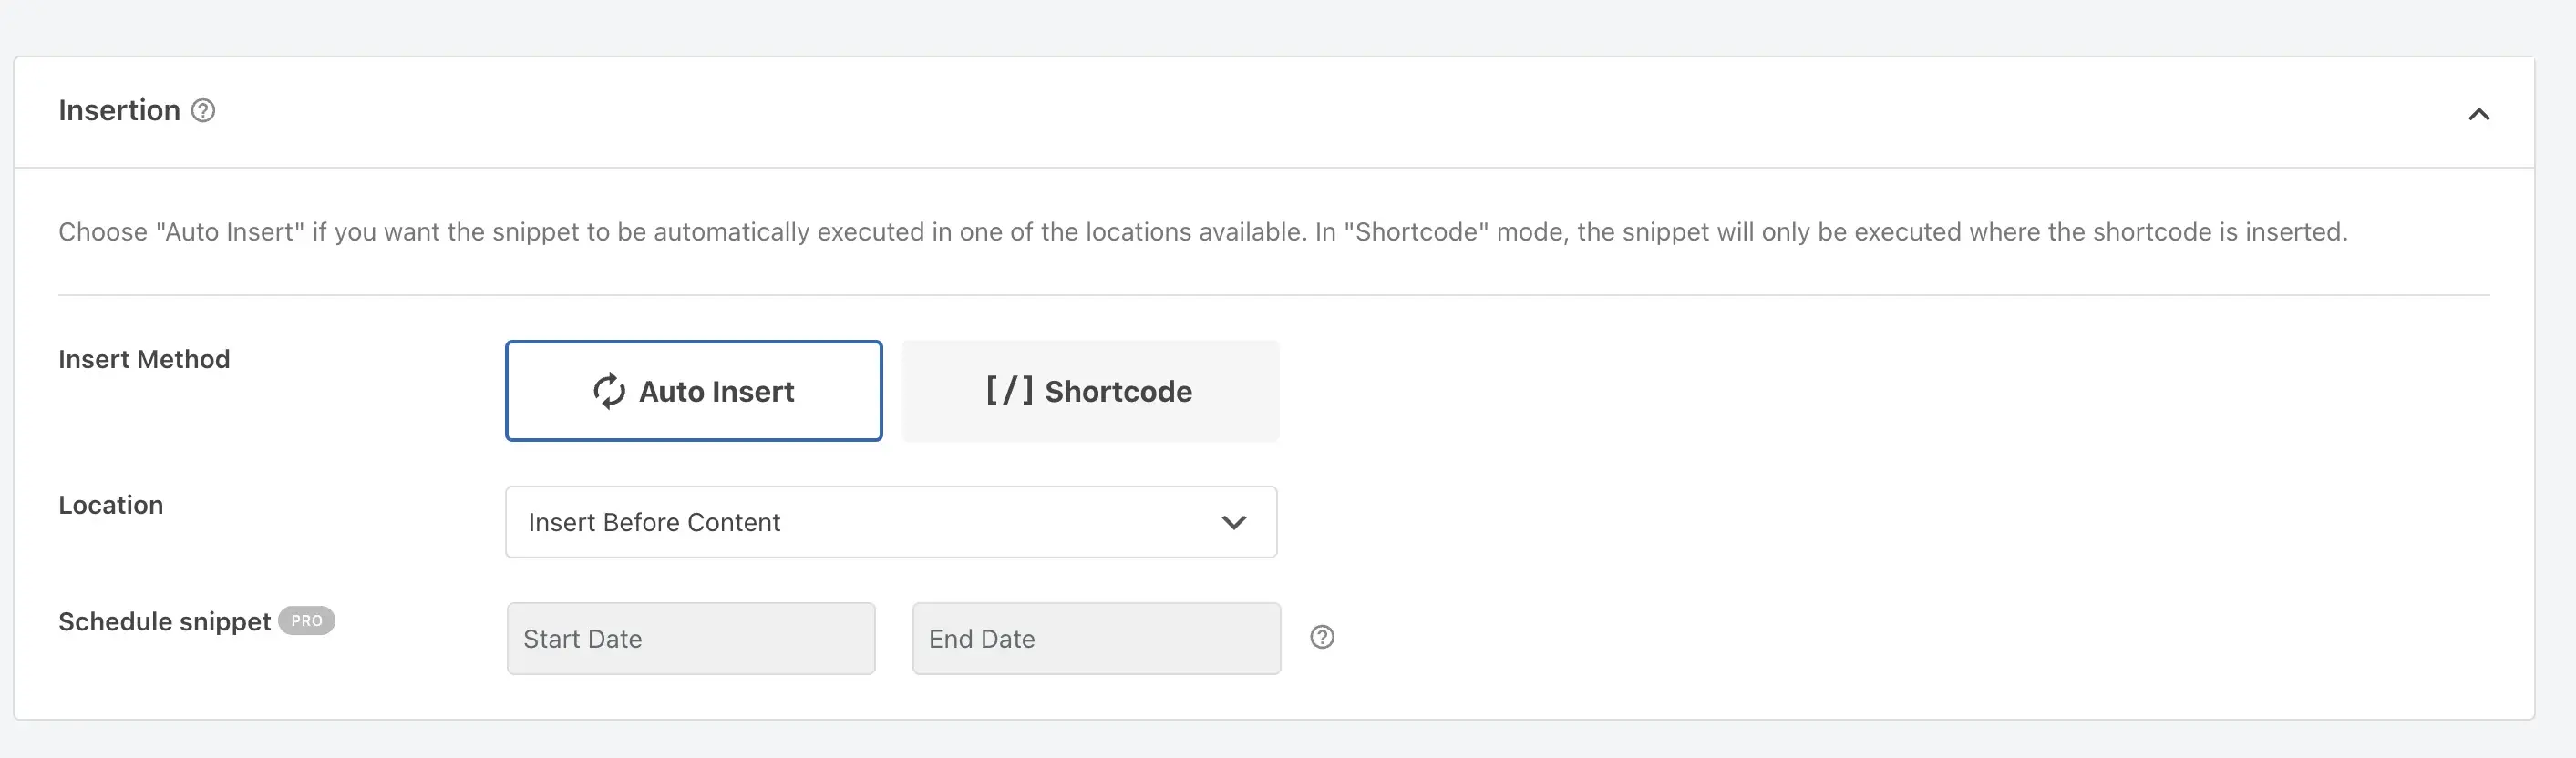 Insertion
Choose "Auto Insert" if you want the snippet to be automatically executed in one of the locations available. In "Shortcode" mode, the snippet will only be executed where the shortcode is inserted.
Insert Method
Auto Insert
[/] Shortcode
Location
Insert Before Content
Schedule snippet PRO
Start Date
End Date